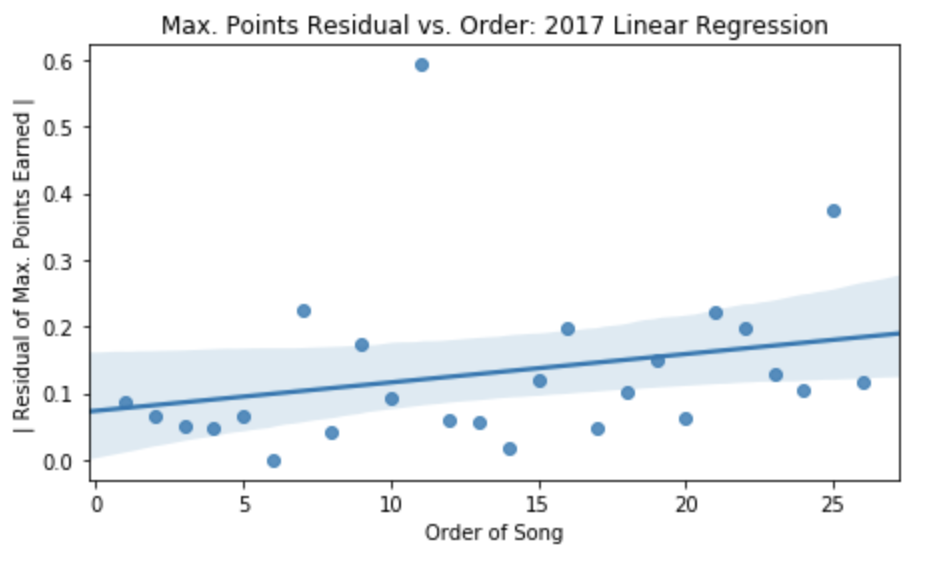 Max. Points Residual vs. Order: 2017 Linear Regression
| Residual of Max. Points Earned |
0.6
0.5
0.4
0.3
0.2
0.1
0.0
0 5 10 15 20 25
Order of Song